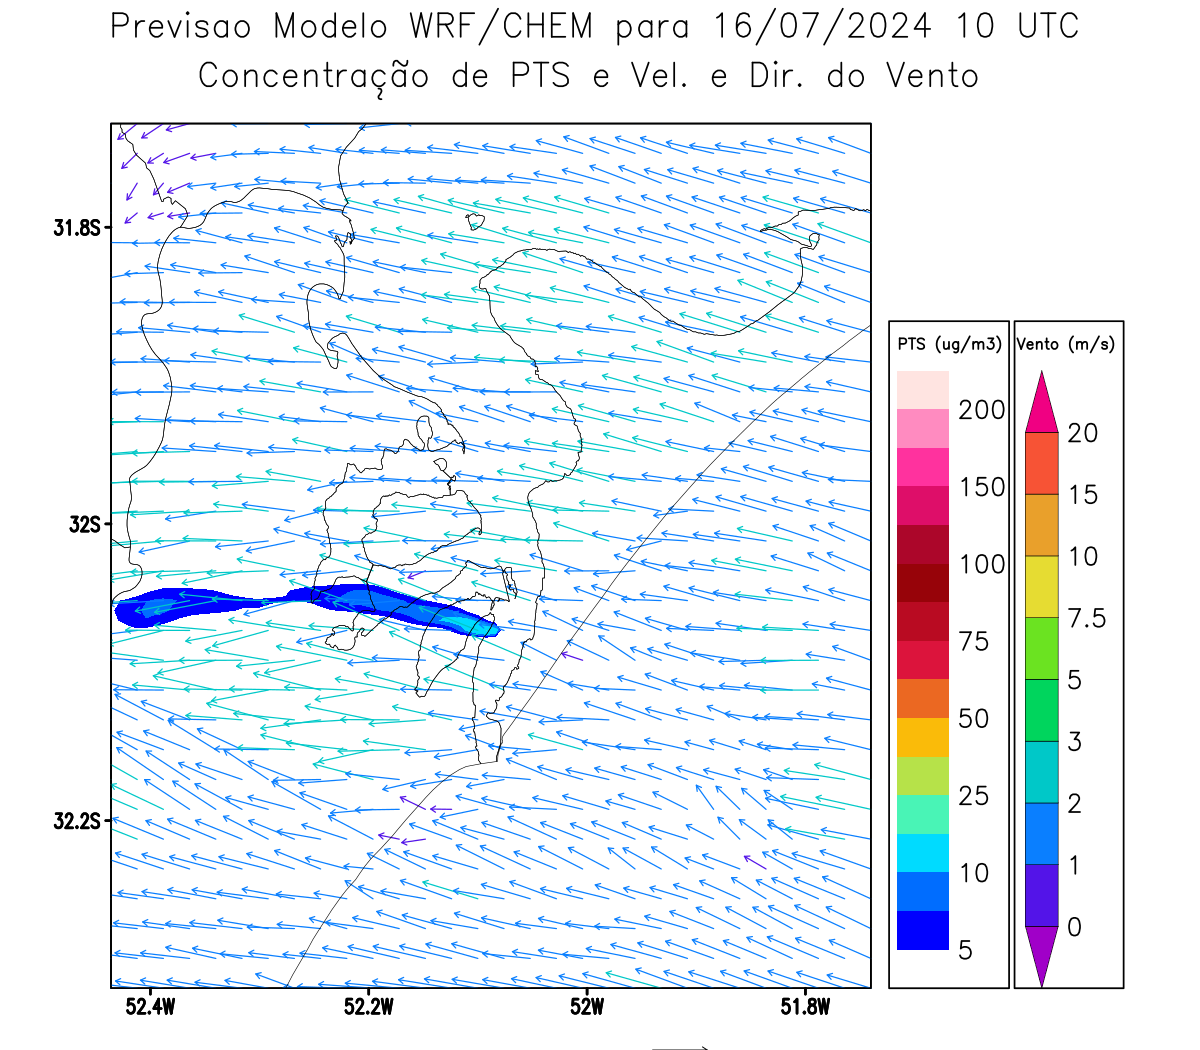 Previsao Modelo WRF/CHEM para 16/07/2024 10 UTC
Concentração de PTS e Vel. e Dir. do Vento
31.8S
32S
32.2S
52.4W
52.2W
52W
51.8W
PTS (ug/m3)
200
150
100
75
50
25
10
5
Vento (m/s)
20
15
10
7.5
5
3
2
1
0